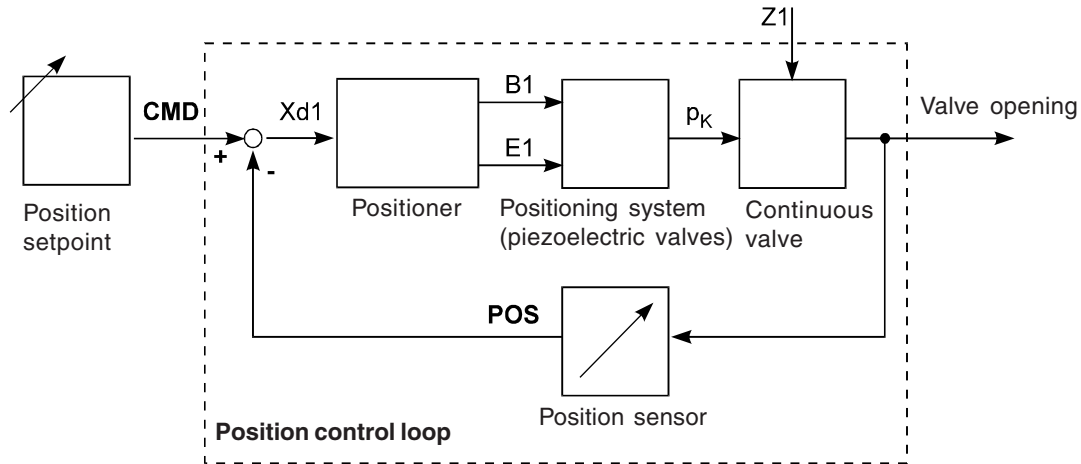 Z1
CMD
Xd1
B1
E1
pK
Valve opening
+
-
Position
setpoint
Positioner
Positioning system
(piezoelectric valves)
Continuous
valve
POS
Position sensor
Position control loop